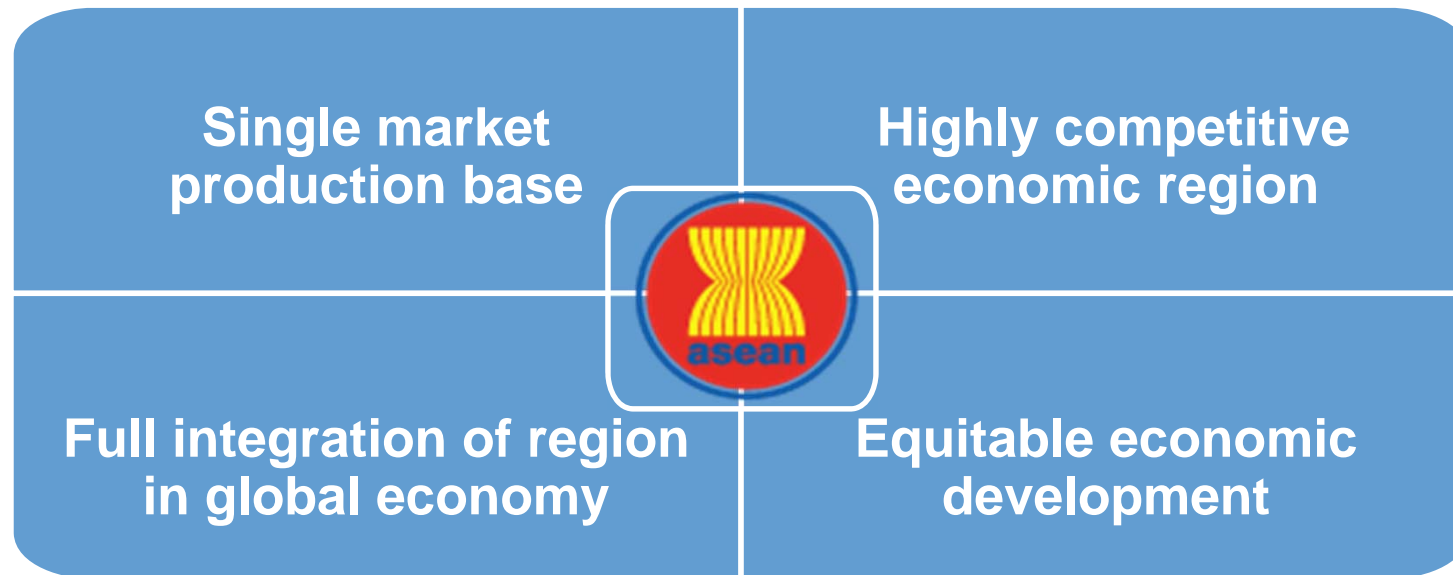 Single market
production base
Highly competitive
economic region
asean
Full integration of region
in global economy
Equitable economic
development